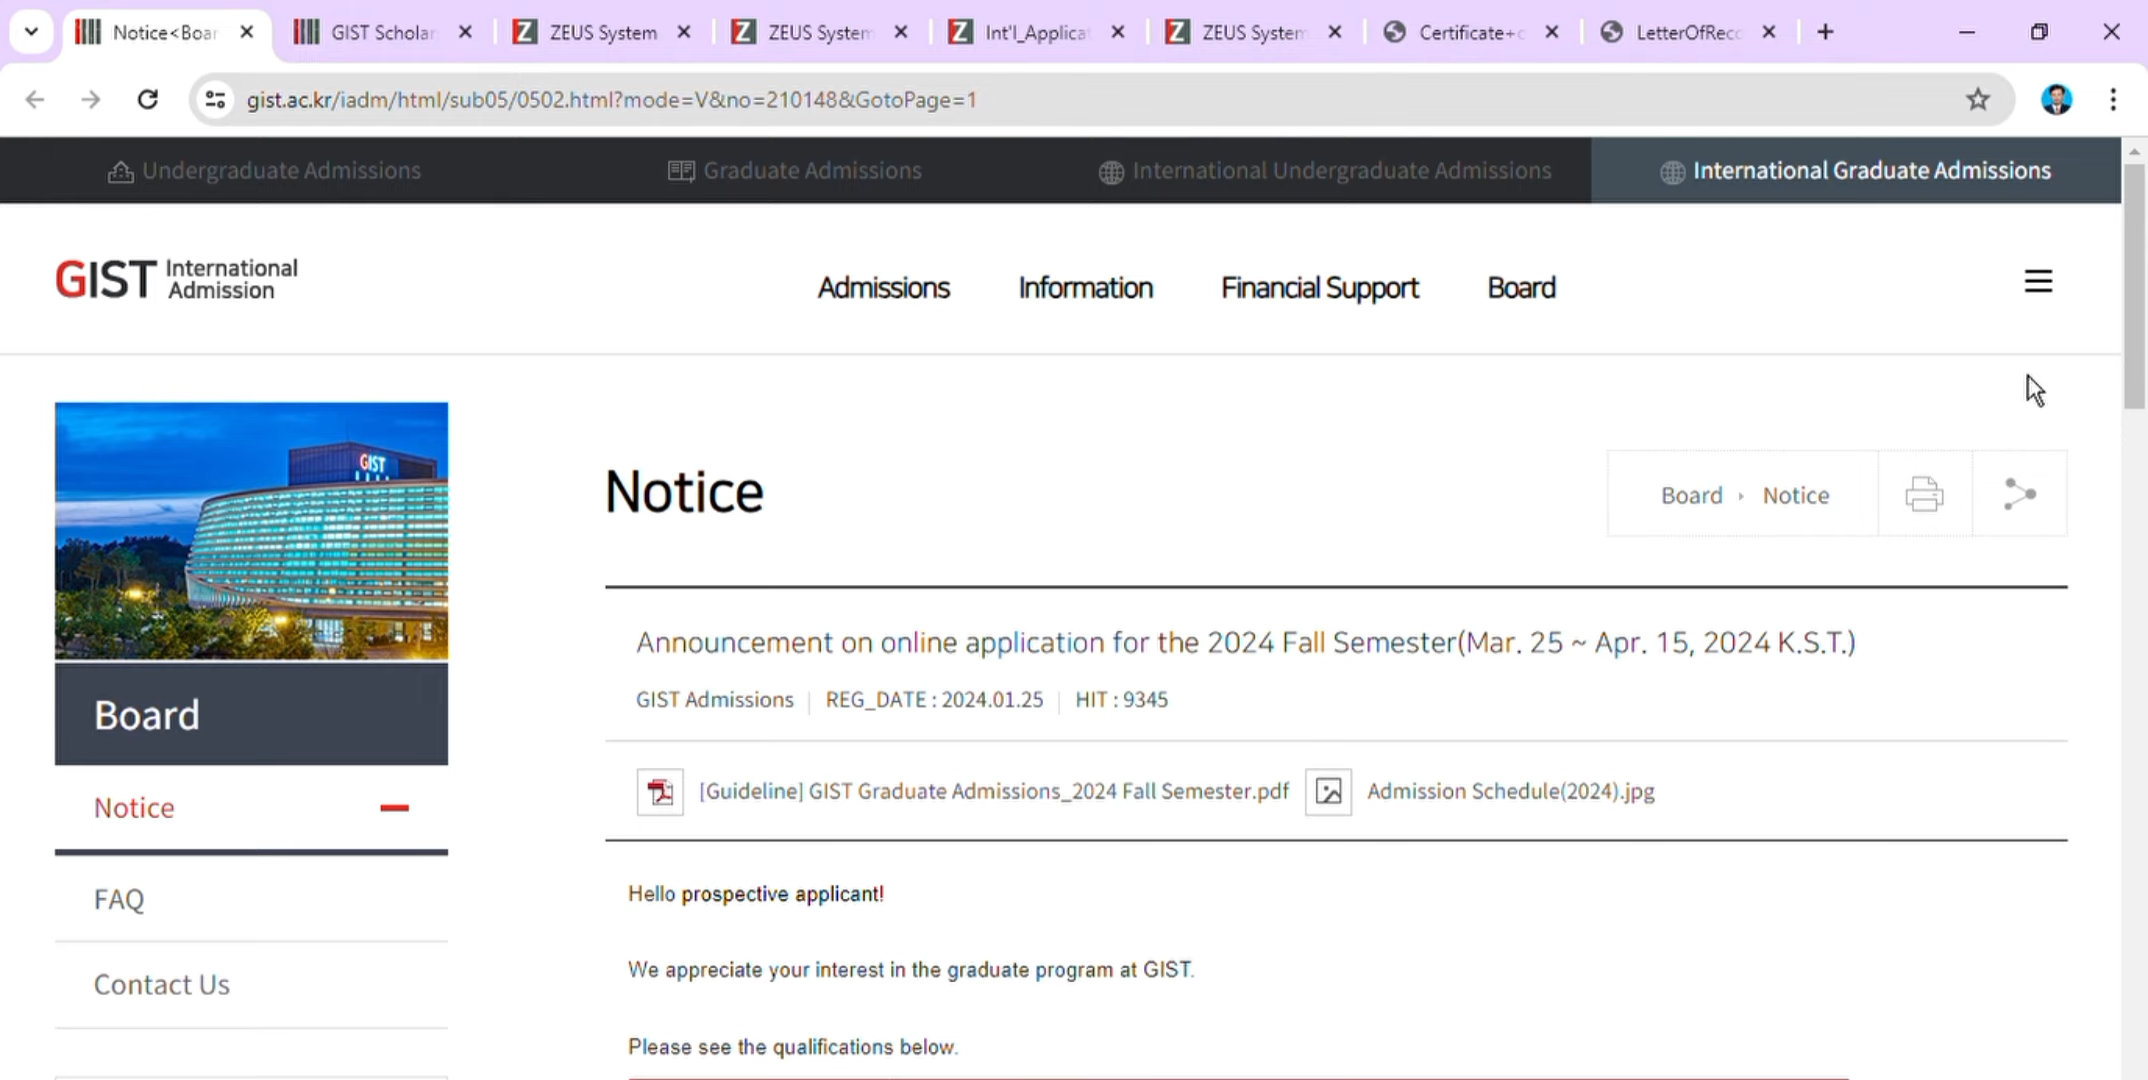 Notice<Boar
GIST Scholar
ZEUS System
ZEUS System
Int'l_Applica
ZEUS System
Certificate+c
LetterOfReco
gist.ac.kr/iadm/html/sub05/0502.html?mode=V&no=210148&GotoPage=1
Undergraduate Admissions
Graduate Admissions
International Undergraduate Admissions
International Graduate Admissions
GIST International Admission
Admissions
Information
Financial Support
Board
GIST
Board
Notice
FAQ
Contact Us
Notice
Board › Notice
Announcement on online application for the 2024 Fall Semester(Mar. 25 ~ Apr. 15, 2024 K.S.T.)
GIST Admissions | REG_DATE : 2024.01.25 | HIT : 9345
[Guideline] GIST Graduate Admissions_2024 Fall Semester.pdf
Admission Schedule(2024).jpg
Hello prospective applicant!
We appreciate your interest in the graduate program at GIST.
Please see the qualifications below.